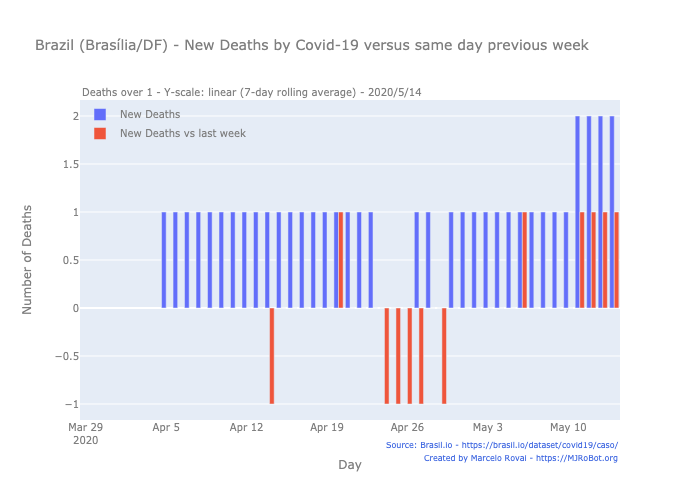 Brazil (Brasília/DF) - New Deaths by Covid-19 versus same day previous week
Deaths over 1 - Y-scale: linear (7-day rolling average) - 2020/5/14
New Deaths
New Deaths vs last week
Number of Deaths
2
1.5
1
0.5
0
−0.5
−1
Mar 29
2020
Apr 5
Apr 12
Apr 19
Apr 26
May 3
May 10
Day
Source: Brasil.io - https://brasil.io/dataset/covid19/caso/
Created by Marcelo Rovai - https://MJRoBot.org